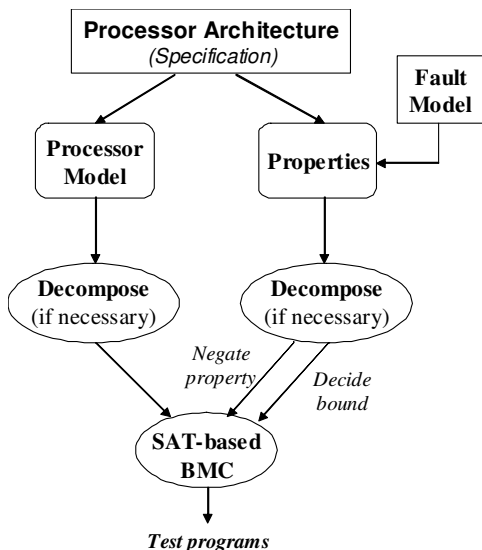 Processor Architecture
(Specification)
Fault
Model
Processor
Model
Properties
Decompose
(if necessary)
Decompose
(if necessary)
Negate
property
Decide
bound
SAT-based
BMC
Test programs